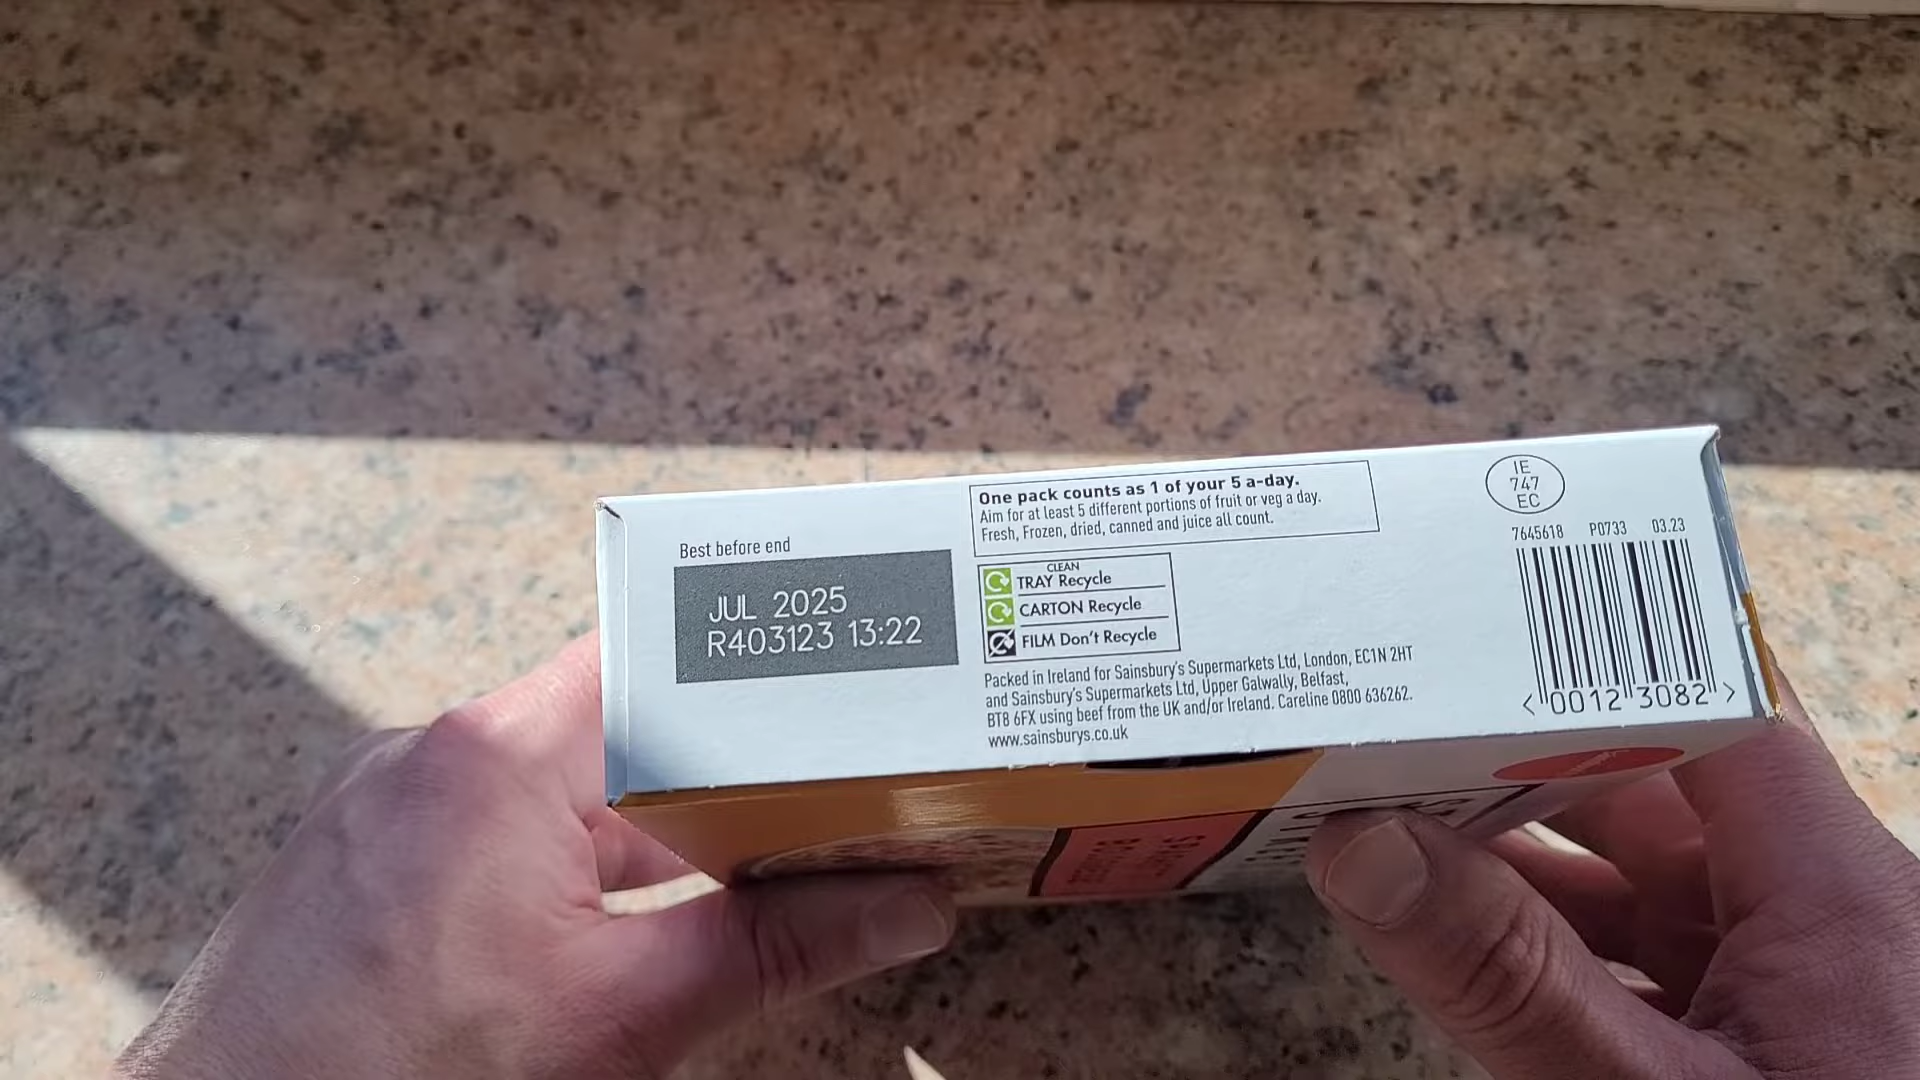 Best before end
JUL 2025
R403123 13:22
One pack counts as 1 of your 5 a-day.
Aim for at least 5 different portions of fruit or veg a day.
Fresh, Frozen, dried, canned and juice all count.
CLEAN
TRAY Recycle
CARTON Recycle
FILM Don't Recycle
Packed in Ireland for Sainsbury's Supermarkets Ltd, London, EC1N 2HT
and Sainsbury's Supermarkets Ltd, Upper Galwally, Belfast,
BT8 6FX using beef from the UK and/or Ireland. Careline 0800 636262.
www.sainsburys.co.uk
IE
747
EC
7645618 P0733 03.23
<0012 3082>